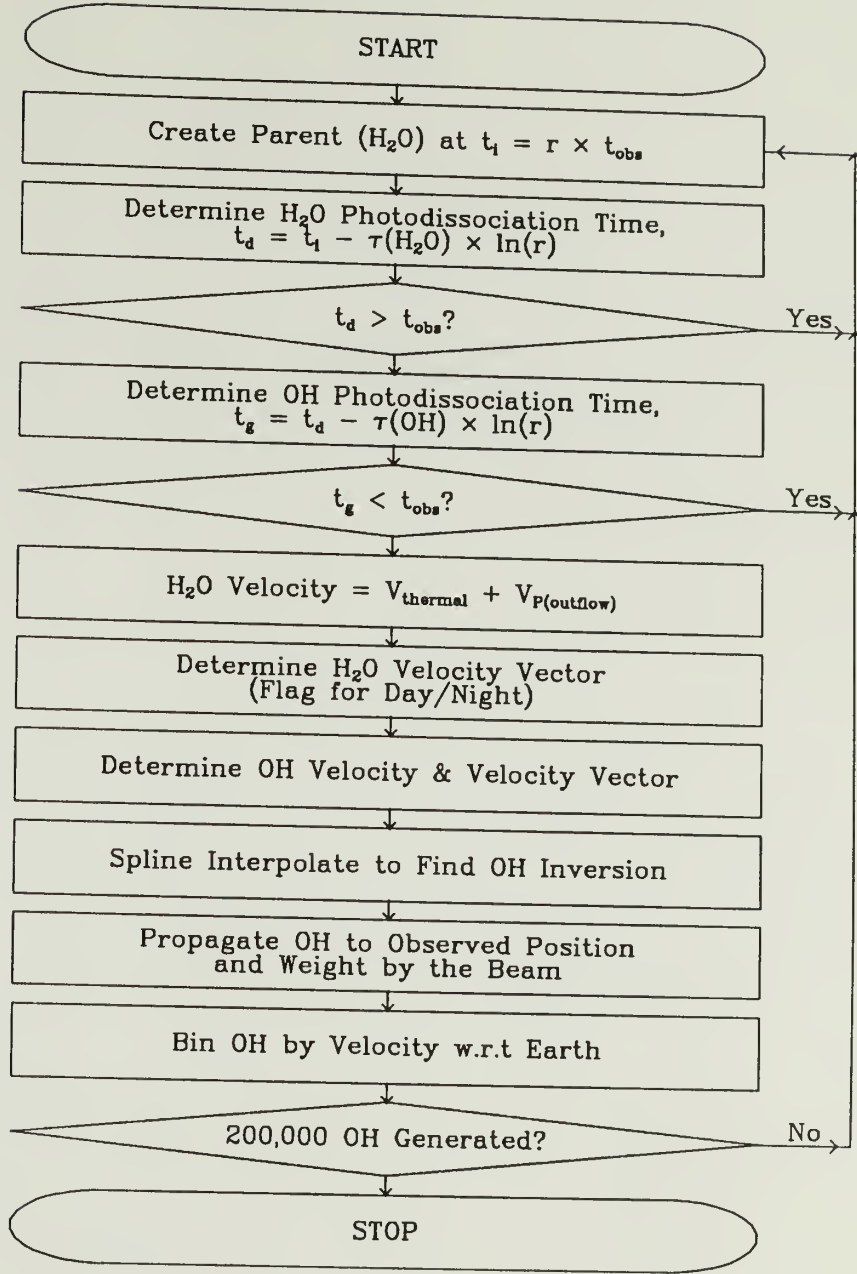 START
Create Parent (H₂O) at tᵢ = r × t_obs
Determine H₂O Photodissociation Time,
t_d = tᵢ − τ(H₂O) × ln(r)
t_d > t_obs?
Yes
Determine OH Photodissociation Time,
t_g = t_d − τ(OH) × ln(r)
t_g < t_obs?
Yes
H₂O Velocity = V_thermal + V_P(outflow)
Determine H₂O Velocity Vector
(Flag for Day/Night)
Determine OH Velocity & Velocity Vector
Spline Interpolate to Find OH Inversion
Propagate OH to Observed Position
and Weight by the Beam
Bin OH by Velocity w.r.t Earth
200,000 OH Generated?
No
STOP